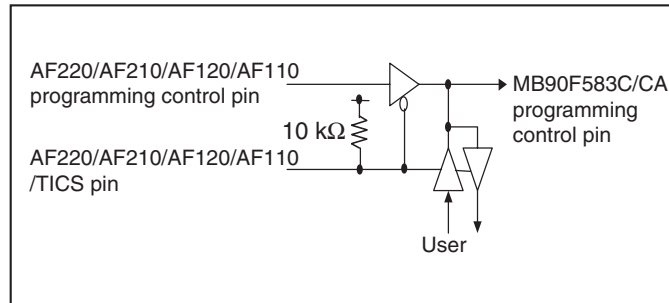 AF220/AF210/AF120/AF110
programming control pin
MB90F583C/CA
programming
control pin
10 kΩ
AF220/AF210/AF120/AF110
/TICS pin
User